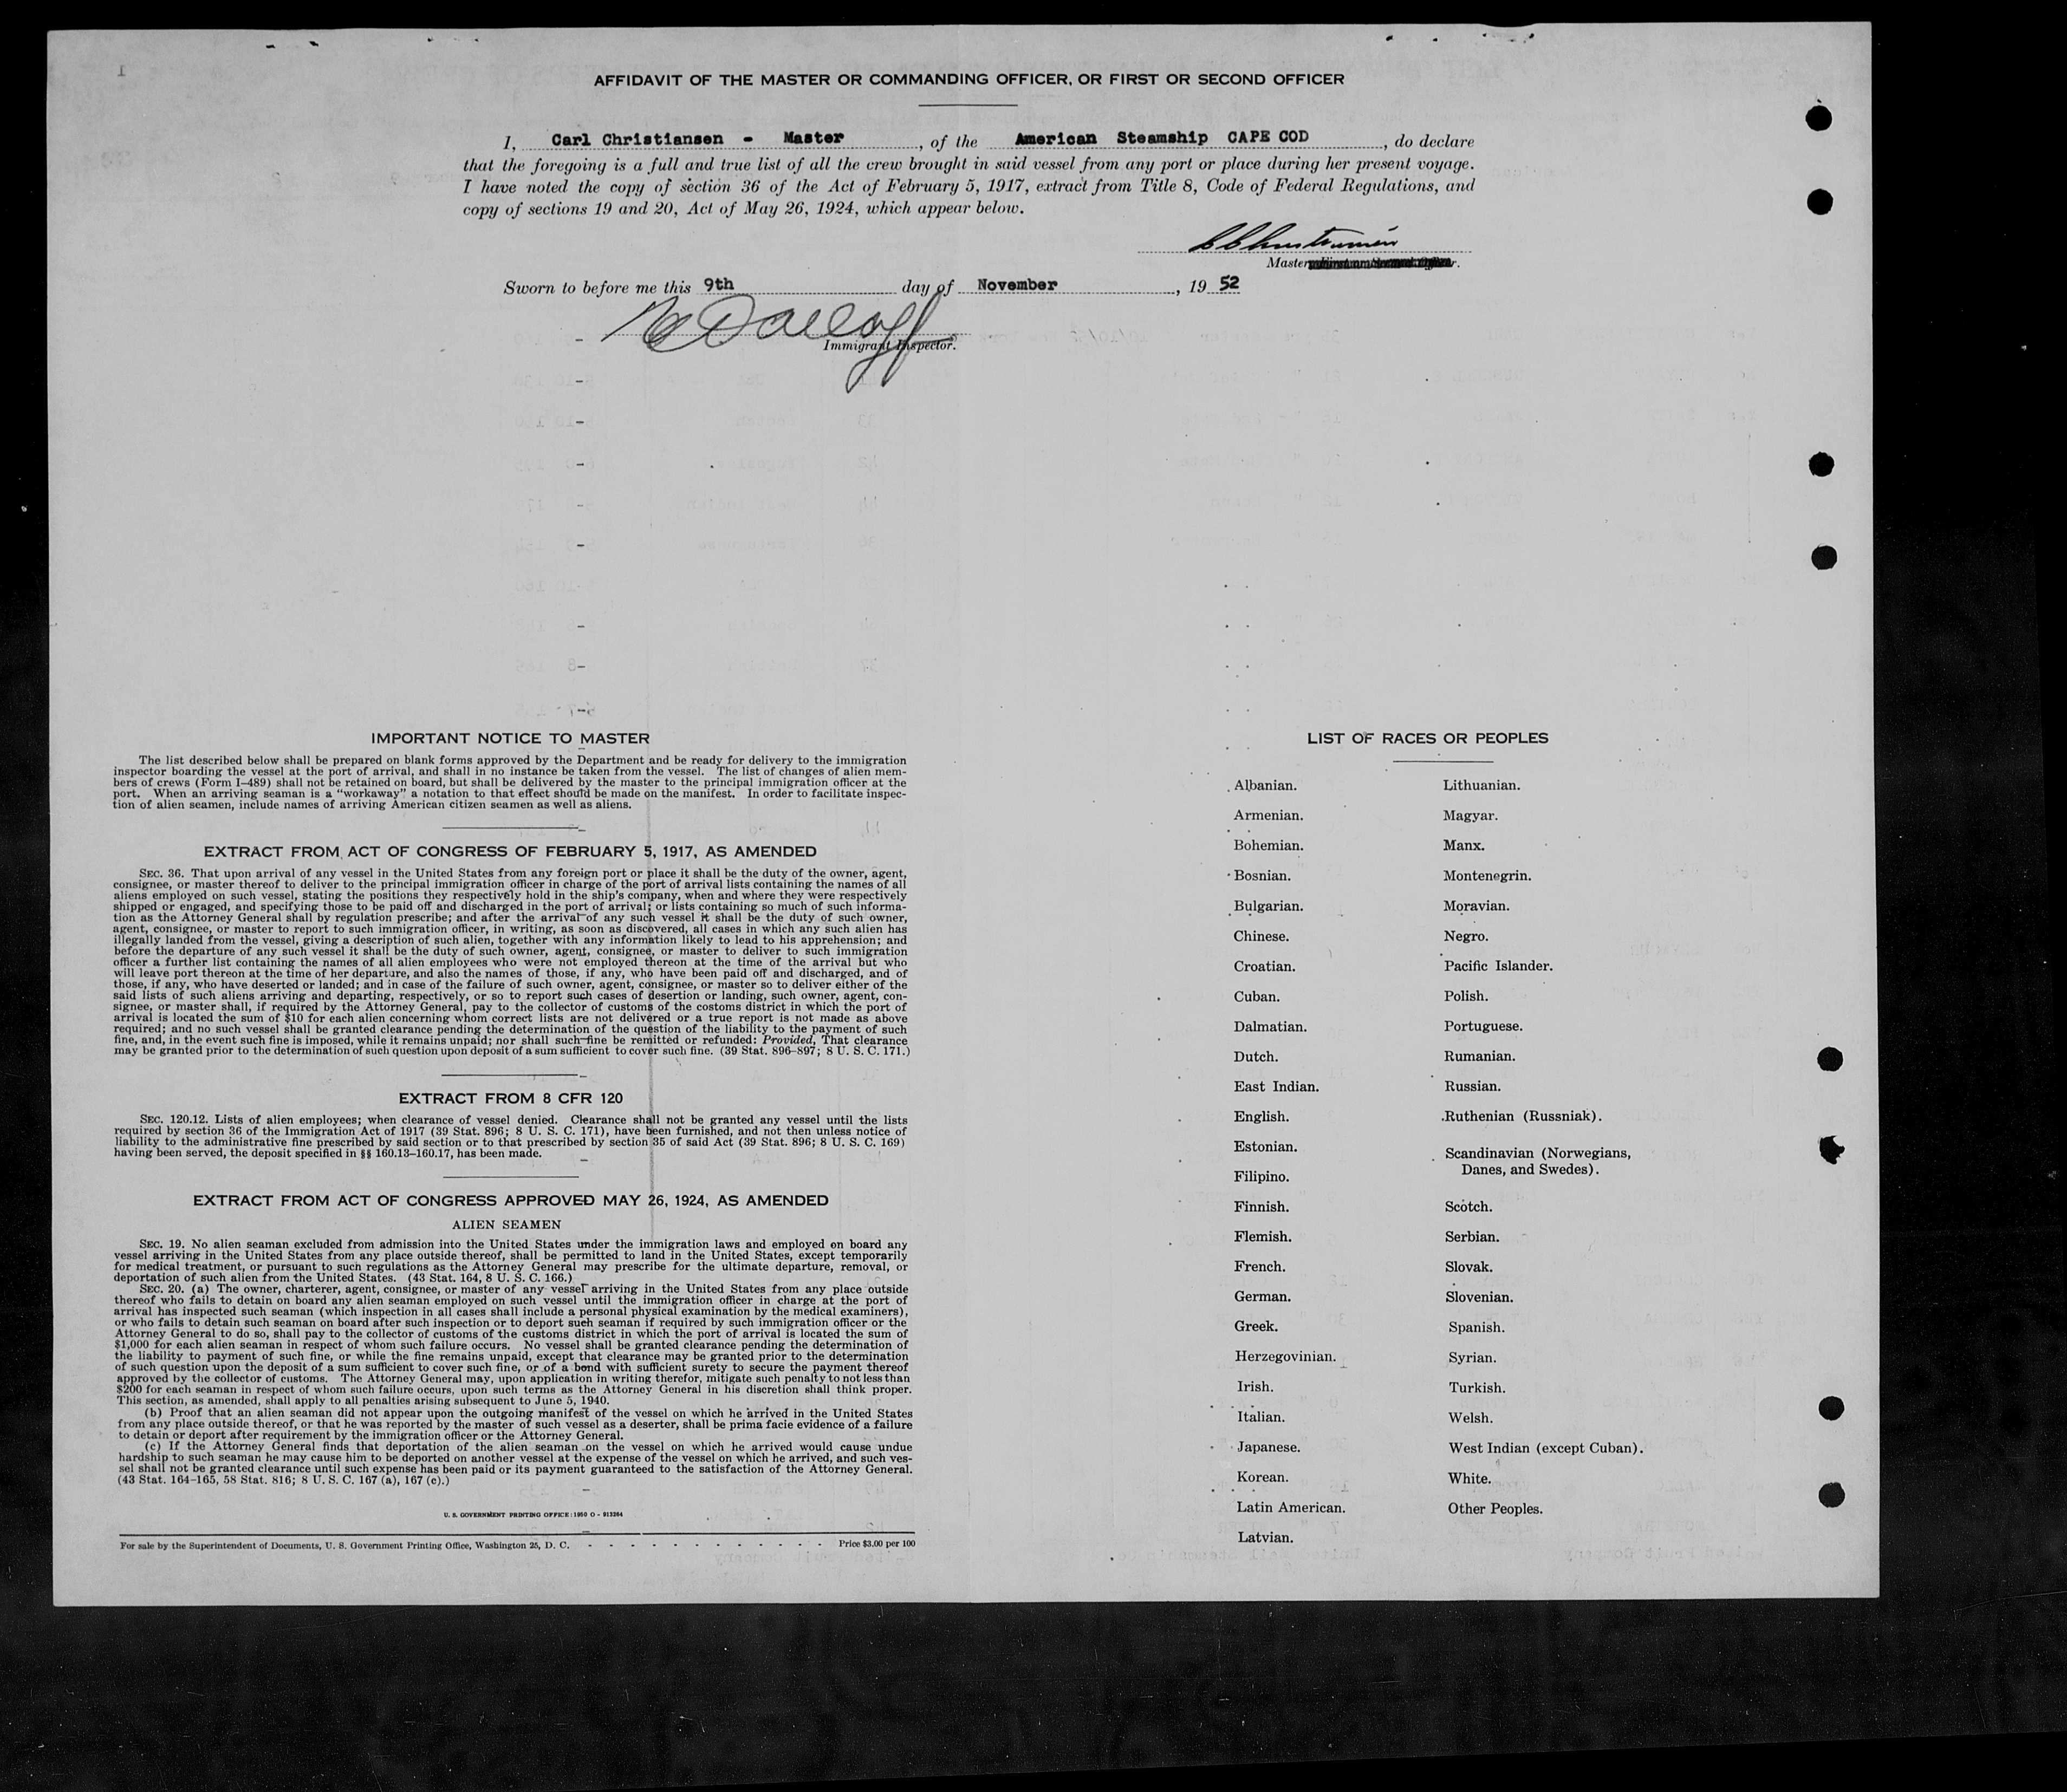 AFFIDAVIT OF THE MASTER OR COMMANDING OFFICER, OR FIRST OR SECOND OFFICER
I, Carl Christiansen - Master, of the American Steamship CAPE COD, do declare
that the foregoing is a full and true list of all the crew brought in said vessel from any port or place during her present voyage.
I have noted the copy of section 36 of the Act of February 5, 1917, extract from Title 8, Code of Federal Regulations, and
copy of sections 19 and 20, Act of May 26, 1924, which appear below.
Master
Sworn to before me this 9th day of November, 19 52
Immigrant Inspector.
IMPORTANT NOTICE TO MASTER
The list described below shall be prepared on blank forms approved by the Department and be ready for delivery to the immigration
inspector boarding the vessel at the port of arrival, and shall in no instance be taken from the vessel. The list of changes of alien mem-
bers of crews (Form I–489) shall not be retained on board, but shall be delivered by the master to the principal immigration officer at the
port. When an arriving seaman is a “workaway” a notation to that effect should be made on the manifest. In order to facilitate inspec-
tion of alien seamen, include names of arriving American citizen seamen as well as aliens.
EXTRACT FROM ACT OF CONGRESS OF FEBRUARY 5, 1917, AS AMENDED
SEC. 36. That upon arrival of any vessel in the United States from any foreign port or place it shall be the duty of the owner, agent,
consignee, or master thereof to deliver to the principal immigration officer in charge of the port of arrival lists containing the names of all
aliens employed on such vessel, stating the positions they respectively hold in the ship's company, when and where they were respectively
shipped or engaged, and specifying those to be paid off and discharged in the port of arrival; or lists containing so much of such informa-
tion as the Attorney General shall by regulation prescribe; and after the arrival of any such vessel it shall be the duty of such owner,
agent, consignee, or master to report to such immigration officer, in writing, as soon as discovered, all cases in which any such alien has
illegally landed from the vessel, giving a description of such alien, together with any information likely to lead to his apprehension; and
before the departure of any such vessel it shall be the duty of such owner, agent, consignee, or master to deliver to such immigration
officer a further list containing the names of all alien employees who were not employed thereon at the time of the arrival but who
will leave port thereon at the time of her departure, and also the names of those, if any, who have been paid off and discharged, and of
those, if any, who have deserted or landed; and in case of the failure of such owner, agent, consignee, or master so to deliver either of the
said lists of such aliens arriving and departing, respectively, or so to report such cases of desertion or landing, such owner, agent, con-
signee, or master shall, if required by the Attorney General, pay to the collector of customs of the costoms district in which the port of
arrival is located the sum of $10 for each alien concerning whom correct lists are not delivered or a true report is not made as above
required; and no such vessel shall be granted clearance pending the determination of the question of the liability to the payment of such
fine, and, in the event such fine is imposed, while it remains unpaid; nor shall such fine be remitted or refunded: Provided, That clearance
may be granted prior to the determination of such question upon deposit of a sum sufficient to cover such fine. (39 Stat. 896–897; 8 U. S. C. 171.)
EXTRACT FROM 8 CFR 120
SEC. 120.12. Lists of alien employees; when clearance of vessel denied. Clearance shall not be granted any vessel until the lists
required by section 36 of the Immigration Act of 1917 (39 Stat. 896; 8 U. S. C. 171), have been furnished, and not then unless notice of
liability to the administrative fine prescribed by said section or to that prescribed by section 35 of said Act (39 Stat. 896; 8 U. S. C. 169)
having been served, the deposit specified in §§ 160.13–160.17, has been made.
EXTRACT FROM ACT OF CONGRESS APPROVED MAY 26, 1924, AS AMENDED
ALIEN SEAMEN
SEC. 19. No alien seaman excluded from admission into the United States under the immigration laws and employed on board any
vessel arriving in the United States from any place outside thereof, shall be permitted to land in the United States, except temporarily
for medical treatment, or pursuant to such regulations as the Attorney General may prescribe for the ultimate departure, removal, or
deportation of such alien from the United States. (43 Stat. 164, 8 U. S. C. 166.)
SEC. 20. (a) The owner, charterer, agent, consignee, or master of any vessel arriving in the United States from any place outside
thereof who fails to detain on board any alien seaman employed on such vessel until the immigration officer in charge at the port of
arrival has inspected such seaman (which inspection in all cases shall include a personal physical examination by the medical examiners),
or who fails to detain such seaman on board after such inspection or to deport such seaman if required by such immigration officer or the
Attorney General to do so, shall pay to the collector of customs of the customs district in which the port of arrival is located the sum of
$1,000 for each alien seaman in respect of whom such failure occurs. No vessel shall be granted clearance pending the determination of
the liability to payment of such fine, or while the fine remains unpaid, except that clearance may be granted prior to the determination
of such question upon the deposit of a sum sufficient to cover such fine, or of a bond with sufficient surety to secure the payment thereof
approved by the collector of customs. The Attorney General may, upon application in writing therefor, mitigate such penalty to not less than
$200 for each seaman in respect of whom such failure occurs, upon such terms as the Attorney General in his discretion shall think proper.
This section, as amended, shall apply to all penalties arising subsequent to June 5, 1940.
(b) Proof that an alien seaman did not appear upon the outgoing manifest of the vessel on which he arrived in the United States
from any place outside thereof, or that he was reported by the master of such vessel as a deserter, shall be prima facie evidence of a failure
to detain or deport after requirement by the immigration officer or the Attorney General.
(c) If the Attorney General finds that deportation of the alien seaman on the vessel on which he arrived would cause undue
hardship to such seaman he may cause him to be deported on another vessel at the expense of the vessel on which he arrived, and such ves-
sel shall not be granted clearance until such expense has been paid or its payment guaranteed to the satisfaction of the Attorney General.
(43 Stat. 164–165, 58 Stat. 816; 8 U. S. C. 167 (a), 167 (c).)
U. S. GOVERNMENT PRINTING OFFICE : 1950 O - 913264
For sale by the Superintendent of Documents, U. S. Government Printing Office, Washington 25, D. C. - - - - - - - - - - - - Price $3.00 per 100
LIST OF RACES OR PEOPLES
Albanian.
Armenian.
Bohemian.
Bosnian.
Bulgarian.
Chinese.
Croatian.
Cuban.
Dalmatian.
Dutch.
East Indian.
English.
Estonian.
Filipino.
Finnish.
Flemish.
French.
German.
Greek.
Herzegovinian.
Irish.
Italian.
Japanese.
Korean.
Latin American.
Latvian.
Lithuanian.
Magyar.
Manx.
Montenegrin.
Moravian.
Negro.
Pacific Islander.
Polish.
Portuguese.
Rumanian.
Russian.
Ruthenian (Russniak).
Scandinavian (Norwegians,
Danes, and Swedes).
Scotch.
Serbian.
Slovak.
Slovenian.
Spanish.
Syrian.
Turkish.
Welsh.
West Indian (except Cuban).
White.
Other Peoples.